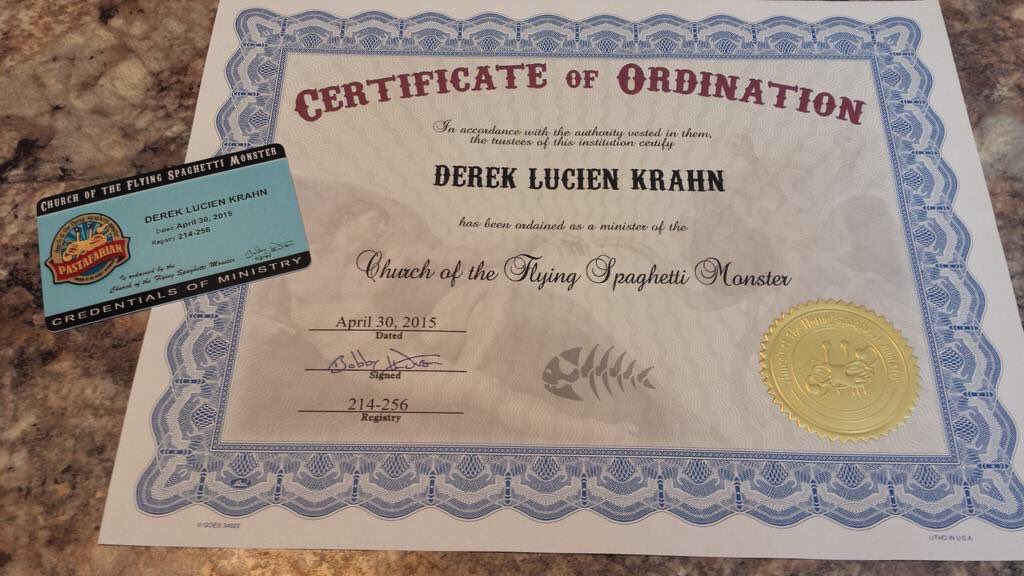 CERTIFICATE OF ORDINATION
In accordance with the authority vested in them,
the trustees of this institution certify
DEREK LUCIEN KRAHN
has been ordained as a minister of the
Church of the Flying Spaghetti Monster
April 30, 2015
Dated
Bobby
Signed
214-256
Registry
© GOES 34625
LITHO IN U.S.A.
CHURCH OF THE FLYING SPAGHETTI MONSTER
DEREK LUCIEN KRAHN
Dated April 30, 2015
Registry 214-256
Signed
PASTAFARIAN
Is ordained by the
Church of the Flying Spaghetti Monster
CREDENTIALS OF MINISTRY